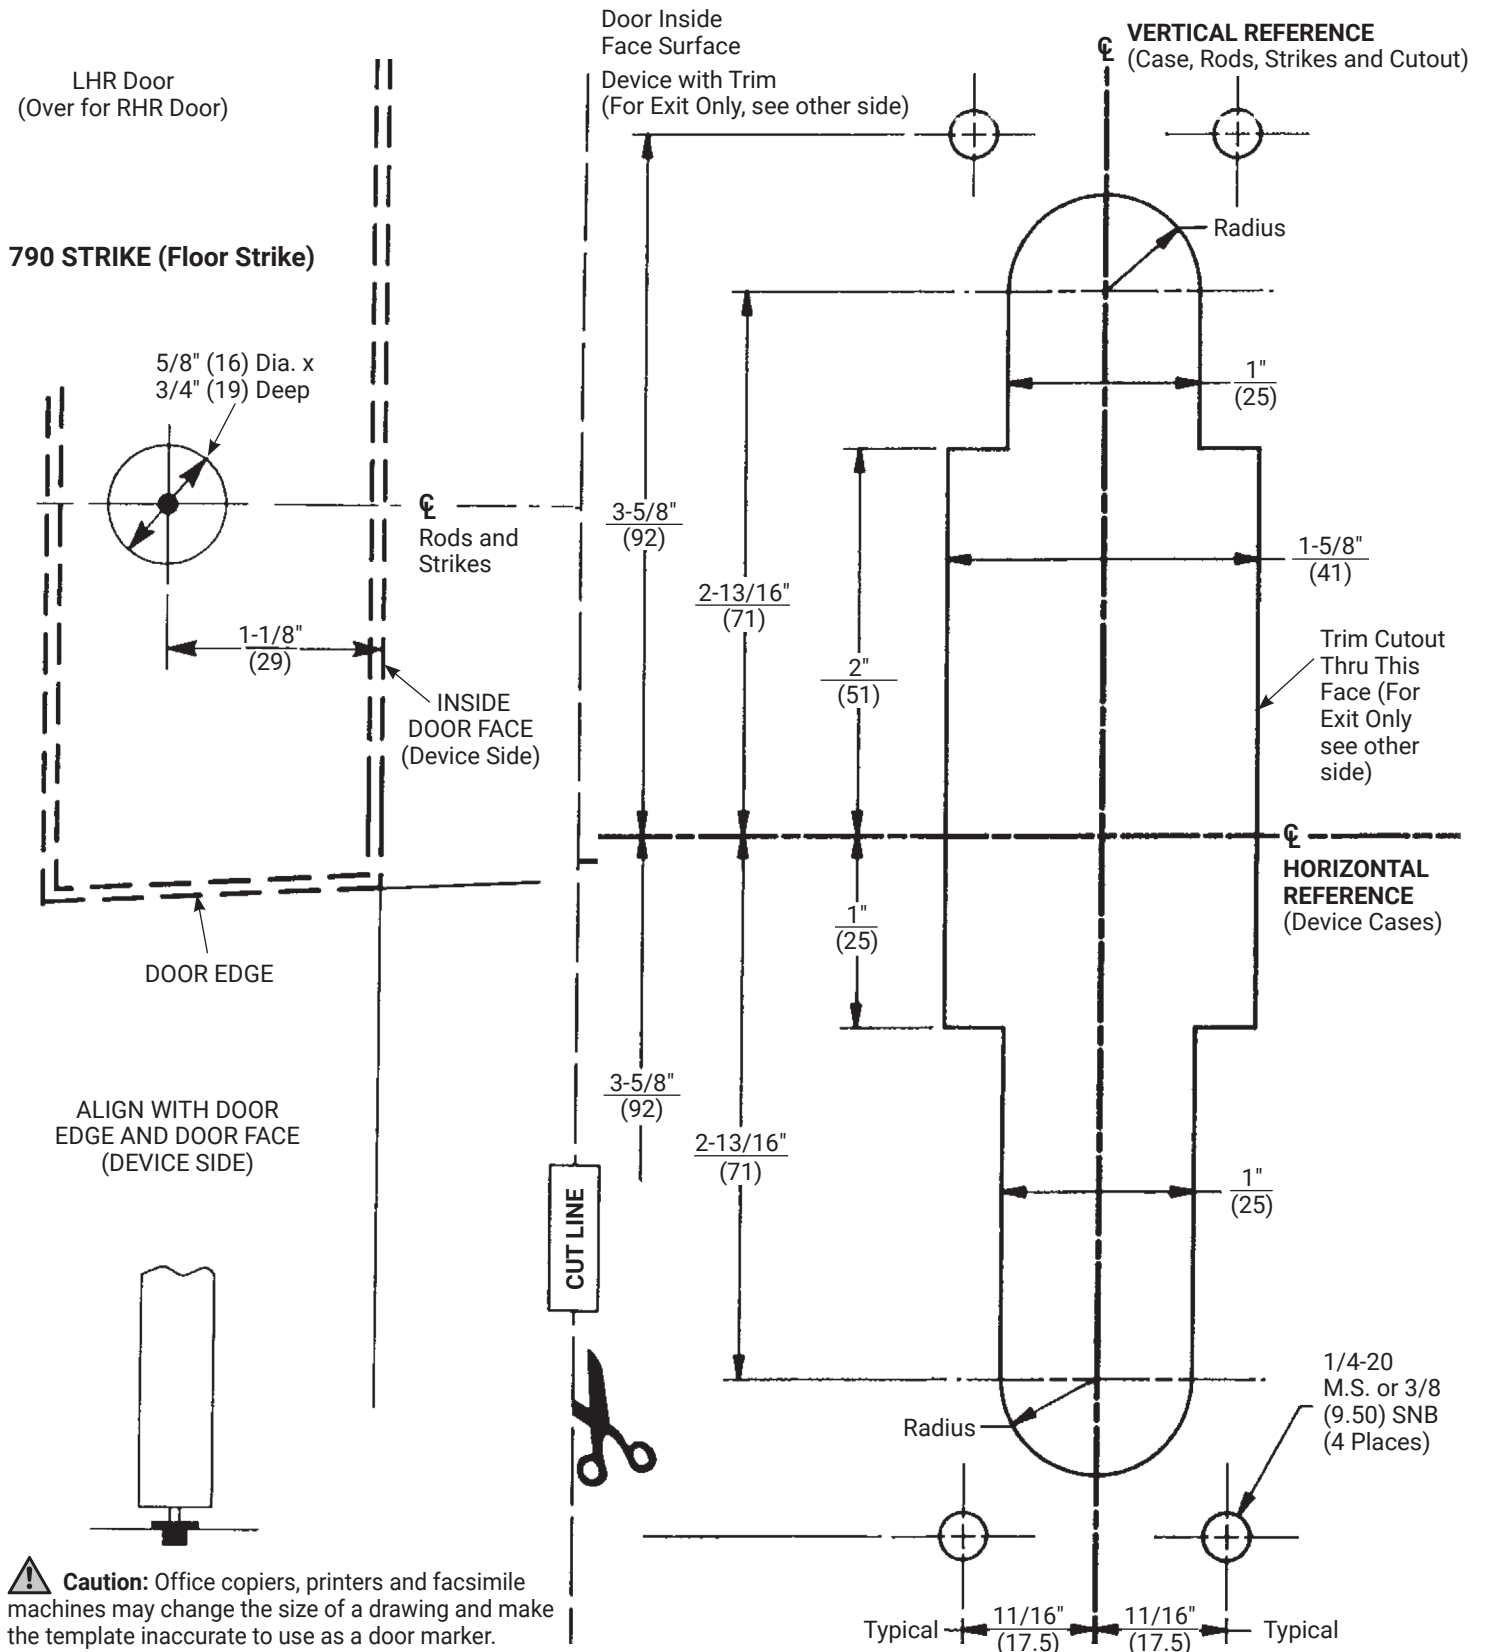 LHR Door
(Over for RHR Door)
790 STRIKE (Floor Strike)
5/8" (16) Dia. x
3/4" (19) Deep
℄
Rods and
Strikes
1-1/8"
(29)
INSIDE
DOOR FACE
(Device Side)
DOOR EDGE
ALIGN WITH DOOR
EDGE AND DOOR FACE
(DEVICE SIDE)
Caution: Office copiers, printers and facsimile
machines may change the size of a drawing and make
the template inaccurate to use as a door marker.
CUT LINE
Door Inside
Face Surface
Device with Trim
(For Exit Only, see other side)
℄ VERTICAL REFERENCE
(Case, Rods, Strikes and Cutout)
Radius
1"
(25)
3-5/8"
(92)
1-5/8"
(41)
2-13/16"
(71)
2"
(51)
Trim Cutout
Thru This
Face (For
Exit Only
see other
side)
℄
HORIZONTAL
REFERENCE
(Device Cases)
1"
(25)
3-5/8"
(92)
2-13/16"
(71)
1"
(25)
Radius
1/4-20
M.S. or 3/8
(9.50) SNB
(4 Places)
Typical
11/16"
(17.5)
11/16"
(17.5)
Typical